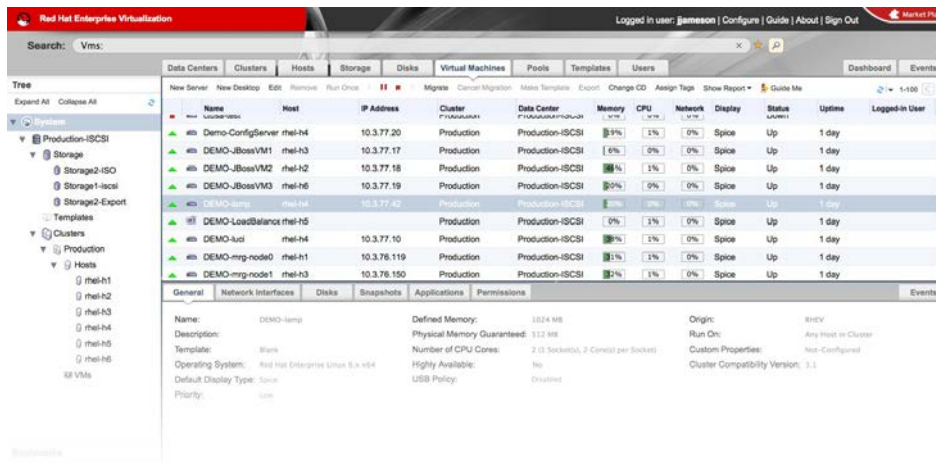 Red Hat Enterprise Virtualization
Logged in user: jjameson | Configure | Guide | About | Sign Out
Market Pl
Search: Vms:
Data Centers Clusters Hosts Storage Disks Virtual Machines Pools Templates Users Dashboard Events
Tree
New Server New Desktop Edit Remove Run Once Migrate Cancel Migration Make Template Export Change CD Assign Tags Show Report Guide Me 1-100
Expand All Collapse All
Name Host IP Address Cluster Data Center Memory CPU Network Display Status Uptime Logged-in User
System
Production-ISCSI
Storage
Storage2-ISO
Storage1-iscsi
Storage2-Export
Templates
Clusters
Production
Hosts
rhel-h1
rhel-h2
rhel-h3
rhel-h4
rhel-h5
rhel-h6
VMs
Production Production-ISCSI 0% 0% Spice Down
Demo-ConfigServer rhel-h4 10.3.77.20 Production Production-ISCSI 19% 1% 0% Spice Up 1 day
DEMO-JBossVM1 rhel-h3 10.3.77.17 Production Production-ISCSI 6% 0% 0% Spice Up 1 day
DEMO-JBossVM2 rhel-h2 10.3.77.18 Production Production-ISCSI 1% 0% Spice Up 1 day
DEMO-JBossVM3 rhel-h6 10.3.77.19 Production Production-ISCSI 20% 0% 0% Spice Up 1 day
DEMO-lamp rhel-h4 10.3.77.42 Production Production-ISCSI Spice Up 1 day
DEMO-LoadBalance rhel-h5 Production Production-ISCSI 0% 1% 0% Spice Up 1 day
DEMO-luci rhel-h4 10.3.77.10 Production Production-ISCSI 1% 0% Spice Up 1 day
DEMO-mrg-node0 rhel-h1 10.3.76.119 Production Production-ISCSI 31% 1% 0% Spice Up 1 day
DEMO-mrg-node1 rhel-h3 10.3.76.150 Production Production-ISCSI 32% 1% 0% Spice Up 1 day
General Network Interfaces Disks Snapshots Applications Permissions Events
Name: DEMO-lamp Defined Memory: 1024 MB Origin: RHEV
Description: Physical Memory Guaranteed: 512 MB Run On: Any Host in Cluster
Template: Blank Number of CPU Cores: 2 (1 Socket(s), 2 Core(s) per Socket) Custom Properties: Not-Configured
Operating System: Red Hat Enterprise Linux 5.x x64 Highly Available: No Cluster Compatibility Version: 3.1
Default Display Type: Spice USB Policy: Disabled
Priority: Low
Bookmarks